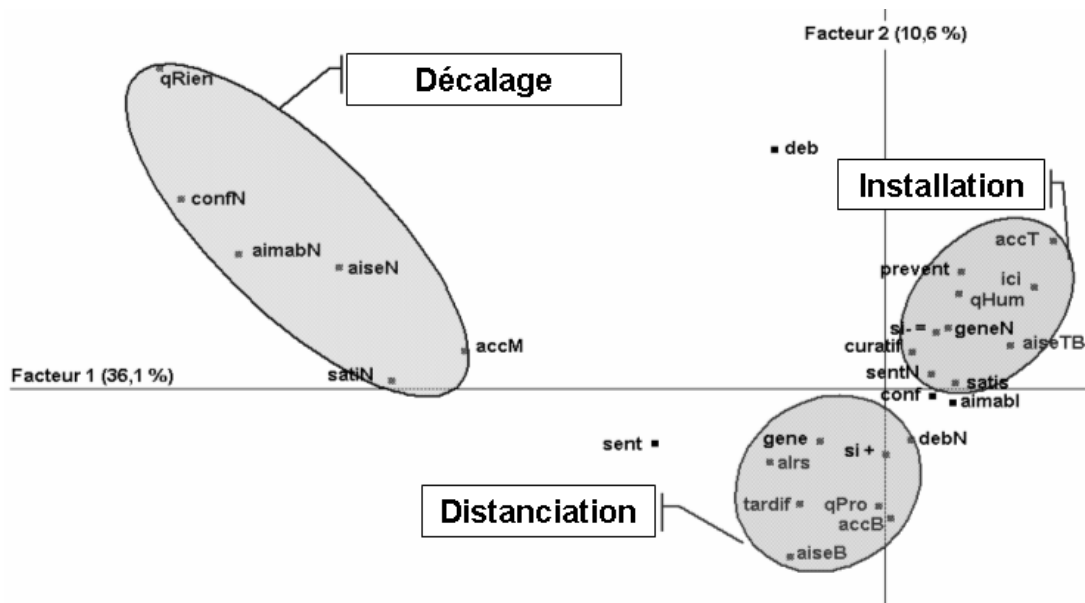 Facteur 2 (10,6 %)
qRien
Décalage
deb
Installation
confN
accT
aimabN
aiseN
prevent
ici
qHum
si- =
geneN
accM
curatif
aiseTB
Facteur 1 (36,1 %)
satiN
sentN
satis
conf
aimabl
sent
gene
debN
si +
alrs
Distanciation
tardif
qPro
accB
aiseB